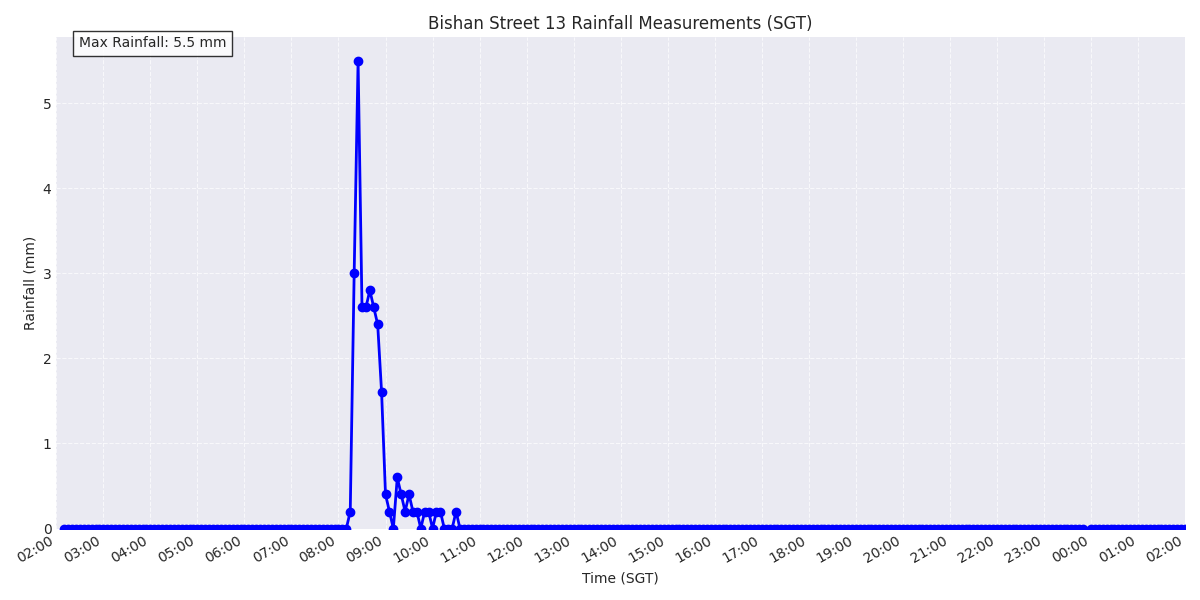 Bishan Street 13 Rainfall Measurements (SGT)
Max Rainfall: 5.5 mm
Rainfall (mm)
5
4
3
2
1
0
02:00 03:00 04:00 05:00 06:00 07:00 08:00 09:00 10:00 11:00 12:00 13:00 14:00 15:00 16:00 17:00 18:00 19:00 20:00 21:00 22:00 23:00 00:00 01:00 02:00
Time (SGT)